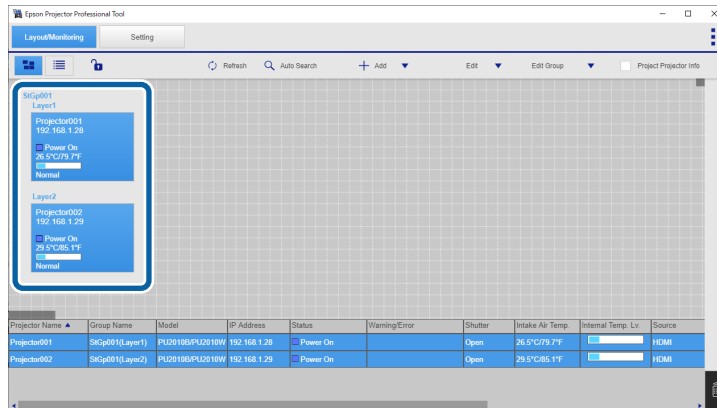 Epson Projector Professional Tool
Layout/Monitoring Setting
Refresh Auto Search Add Edit Edit Group Project Projector Info
StGp001
Layer1
Projector001
192.168.1.28
Power On
26.5°C/79.7°F
Normal
Layer2
Projector002
192.168.1.29
Power On
29.5°C/85.1°F
Normal
Projector Name Group Name Model IP Address Status Warning/Error Shutter Intake Air Temp. Internal Temp. Lv. Source
Projector001 StGp001(Layer1) PU2010B/PU2010W 192.168.1.28 Power On Open 26.5°C/79.7°F HDMI
Projector002 StGp001(Layer2) PU2010B/PU2010W 192.168.1.29 Power On Open 29.5°C/85.1°F HDMI